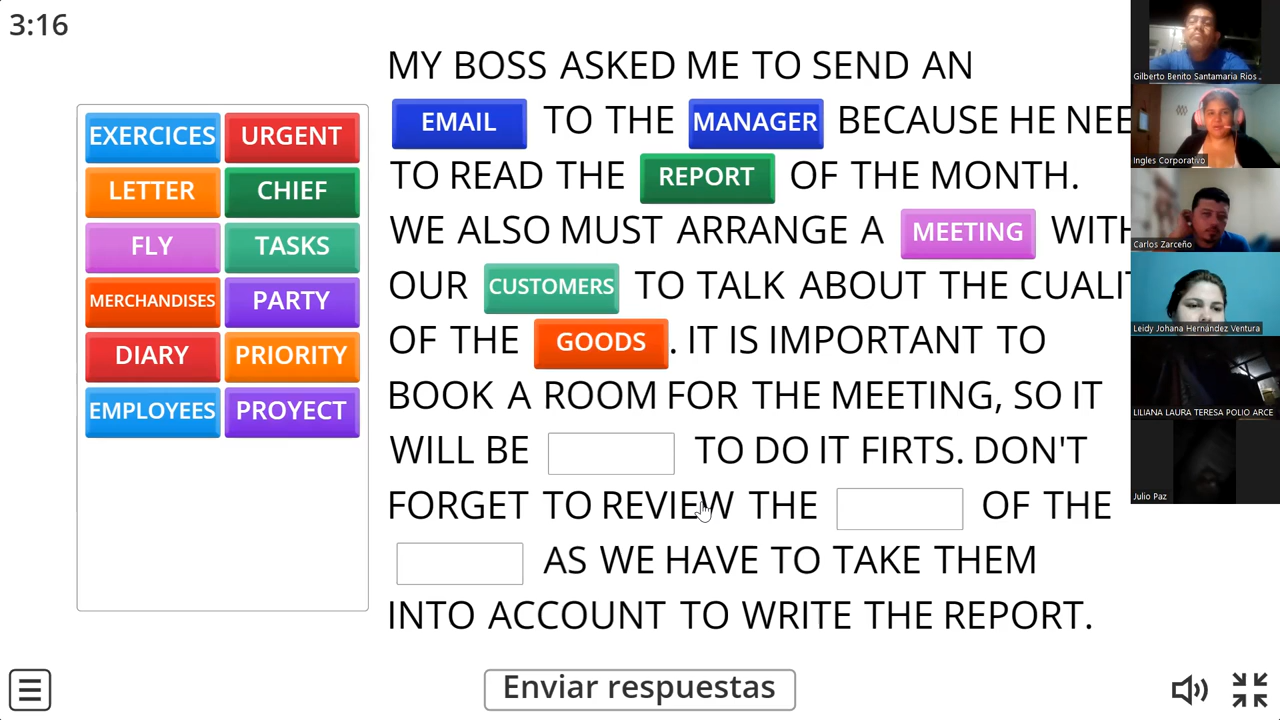 3:16
EXERCICES URGENT
LETTER CHIEF
FLY TASKS
MERCHANDISES PARTY
DIARY PRIORITY
EMPLOYEES PROYECT
MY BOSS ASKED ME TO SEND AN
EMAIL TO THE MANAGER BECAUSE HE NEE
TO READ THE REPORT OF THE MONTH.
WE ALSO MUST ARRANGE A MEETING WITH
OUR CUSTOMERS TO TALK ABOUT THE CUALIT
OF THE GOODS. IT IS IMPORTANT TO
BOOK A ROOM FOR THE MEETING, SO IT
WILL BE TO DO IT FIRTS. DON'T
FORGET TO REVIEW THE OF THE
AS WE HAVE TO TAKE THEM
INTO ACCOUNT TO WRITE THE REPORT.
Enviar respuestas
Gilberto Benito Santamaria Rios
Ingles Corporativo
Carlos Zarceño
Leidy Johana Hernández Ventura
LILIANA LAURA TERESA POLIO ARCE
Julio Paz